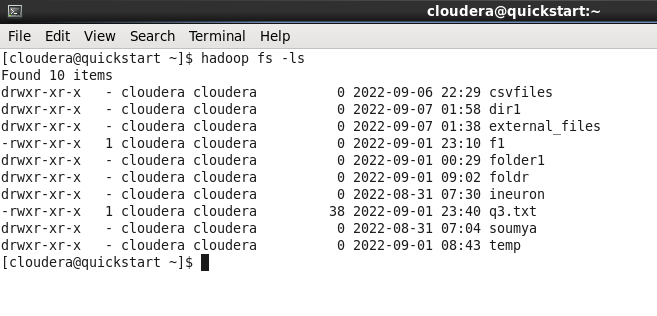 cloudera@quickstart:~
File Edit View Search Terminal Help
[cloudera@quickstart ~]$ hadoop fs -ls
Found 10 items
drwxr-xr-x   - cloudera cloudera          0 2022-09-06 22:29 csvfiles
drwxr-xr-x   - cloudera cloudera          0 2022-09-07 01:58 dir1
drwxr-xr-x   - cloudera cloudera          0 2022-09-07 01:38 external_files
-rwxr-xr-x   1 cloudera cloudera          0 2022-09-01 23:10 f1
drwxr-xr-x   - cloudera cloudera          0 2022-09-01 00:29 folder1
drwxr-xr-x   - cloudera cloudera          0 2022-09-01 09:02 foldr
drwxr-xr-x   - cloudera cloudera          0 2022-08-31 07:30 ineuron
-rwxr-xr-x   1 cloudera cloudera         38 2022-09-01 23:40 q3.txt
drwxr-xr-x   - cloudera cloudera          0 2022-08-31 07:04 soumya
drwxr-xr-x   - cloudera cloudera          0 2022-09-01 08:43 temp
[cloudera@quickstart ~]$